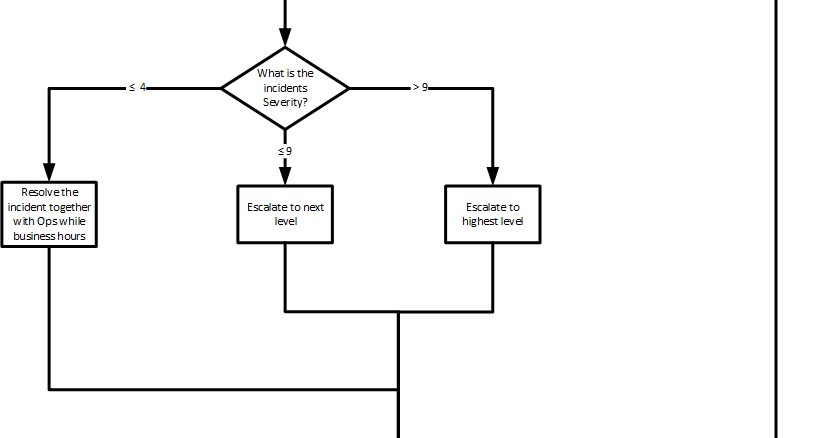 What is the
incidents
Severity?
≤ 4
> 9
≤ 9
Resolve the
incident together
with Ops while
business hours
Escalate to next
level
Escalate to
highest level